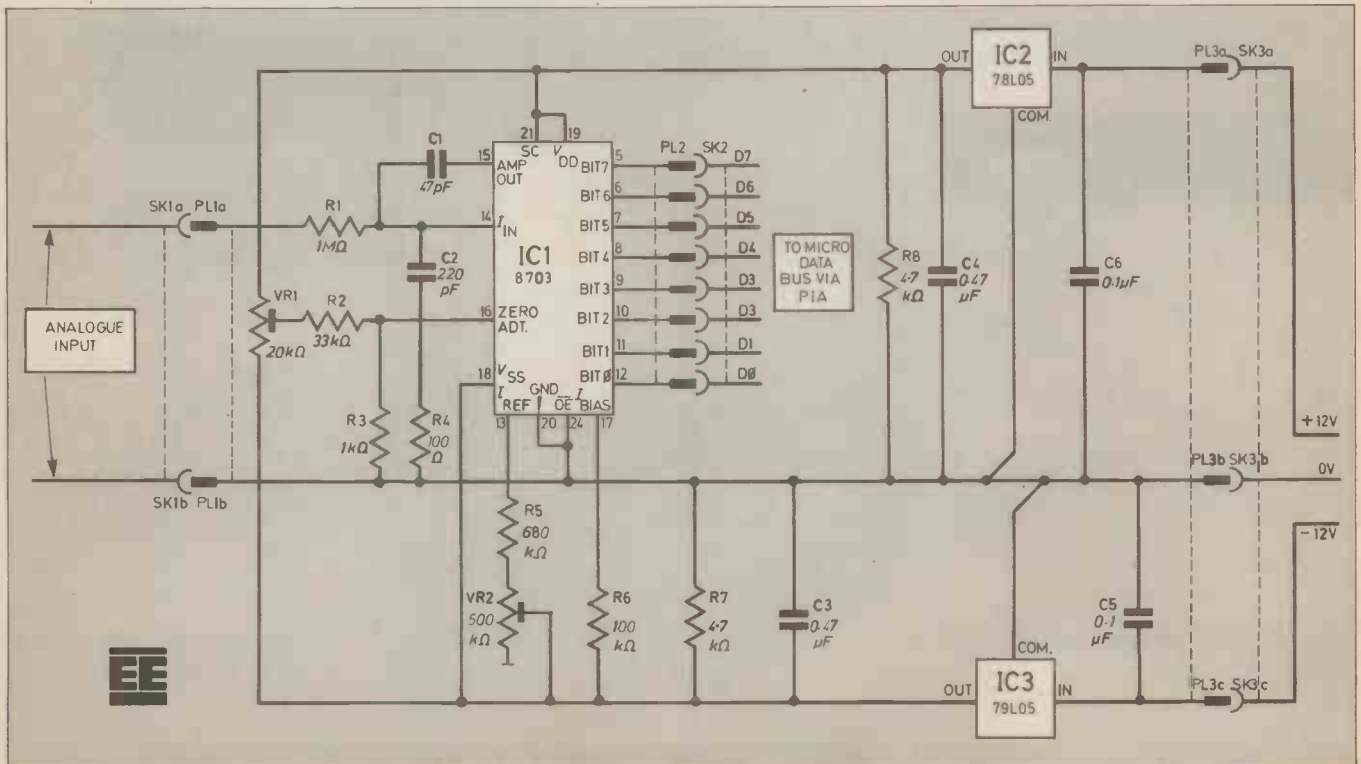 OUT
IC2
78L05
IN
COM.
PL3a SK3a
21
19
SC
V
DD
C1
47pF
15
AMP
OUT
BIT7
5
PL2 SK2
D7
BIT6
6
D6
BIT5
7
D5
BIT4
8
D4
BIT3
9
D3
BIT2
10
D3
BIT1
11
D1
BITØ
12
DØ
SK1a PL1a
R1
1MΩ
14
I
IN
IC1
8703
C2
220
pF
TO MICRO
DATA
BUS VIA
PIA
R8
4·7
kΩ
C4
0·47
µF
C6
0·1µF
ANALOGUE
INPUT
VR1
20kΩ
R2
33kΩ
16
ZERO
ADT.
18
V
SS
I
REF
GND
OE
I
BIAS
13
20
24
17
R3
1kΩ
R4
100
Ω
+12V
SK1b PL1b
PL3b SK3b
0V
-12V
R5
680
kΩ
VR2
500
kΩ
R6
100
kΩ
R7
4·7
kΩ
C3
0·47
µF
C5
0·1
µF
EE
COM.
OUT
IC3
79L05
IN
PL3c SK3c